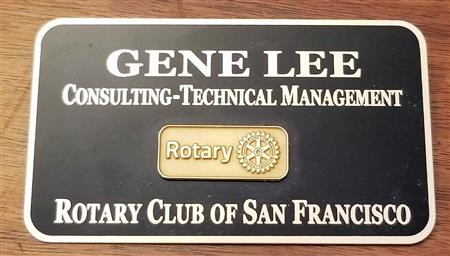 GENE LEE
CONSULTING-TECHNICAL MANAGEMENT
Rotary
ROTARY CLUB OF SAN FRANCISCO